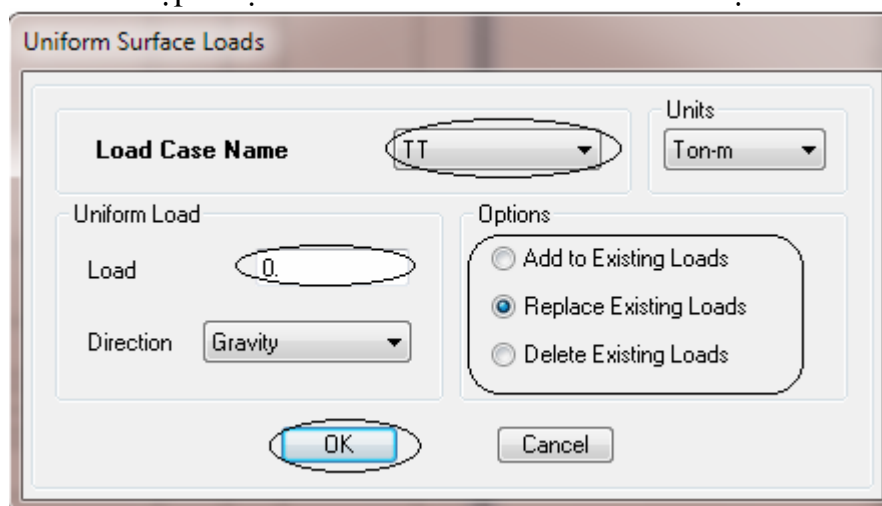 Uniform Surface Loads
Load Case Name
TT
Units
Ton-m
Uniform Load
Load
0.
Direction
Gravity
Options
Add to Existing Loads
Replace Existing Loads
Delete Existing Loads
OK
Cancel